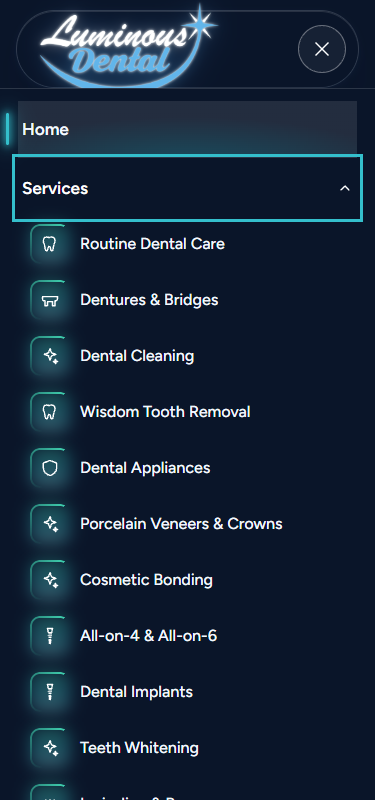 Luminous
Dental
Home
Services
Routine Dental Care
Dentures & Bridges
Dental Cleaning
Wisdom Tooth Removal
Dental Appliances
Porcelain Veneers & Crowns
Cosmetic Bonding
All-on-4 & All-on-6
Dental Implants
Teeth Whitening